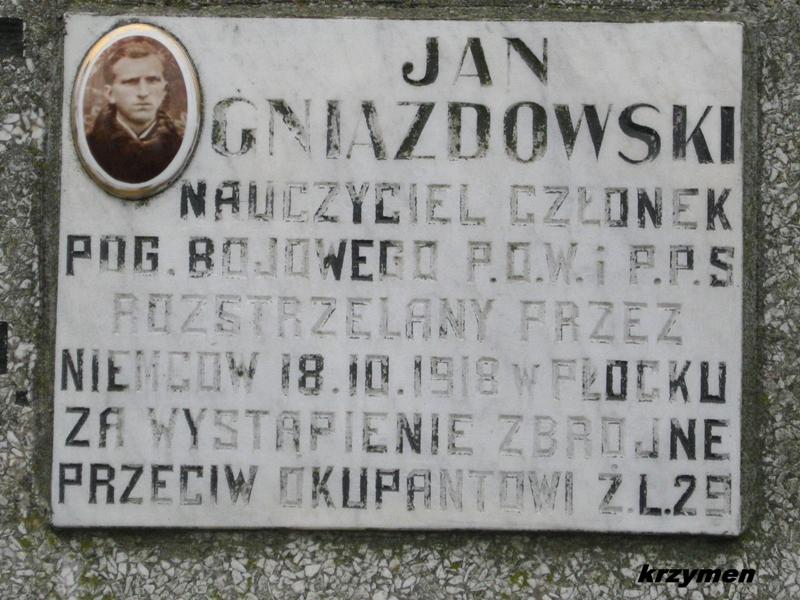 JAN
GNIAZDOWSKI
NAUCZYCIEL CZŁONEK
POG. BOJOWEGO P.O.W. i P.P.S
ROZSTRZELANY PRZEZ
NIEMCOW 18.10.1918 W PŁOCKU
ZA WYSTĄPIENIE ZBROJNE
PRZECIW OKUPANTOWI Ż.L.29
krzymen